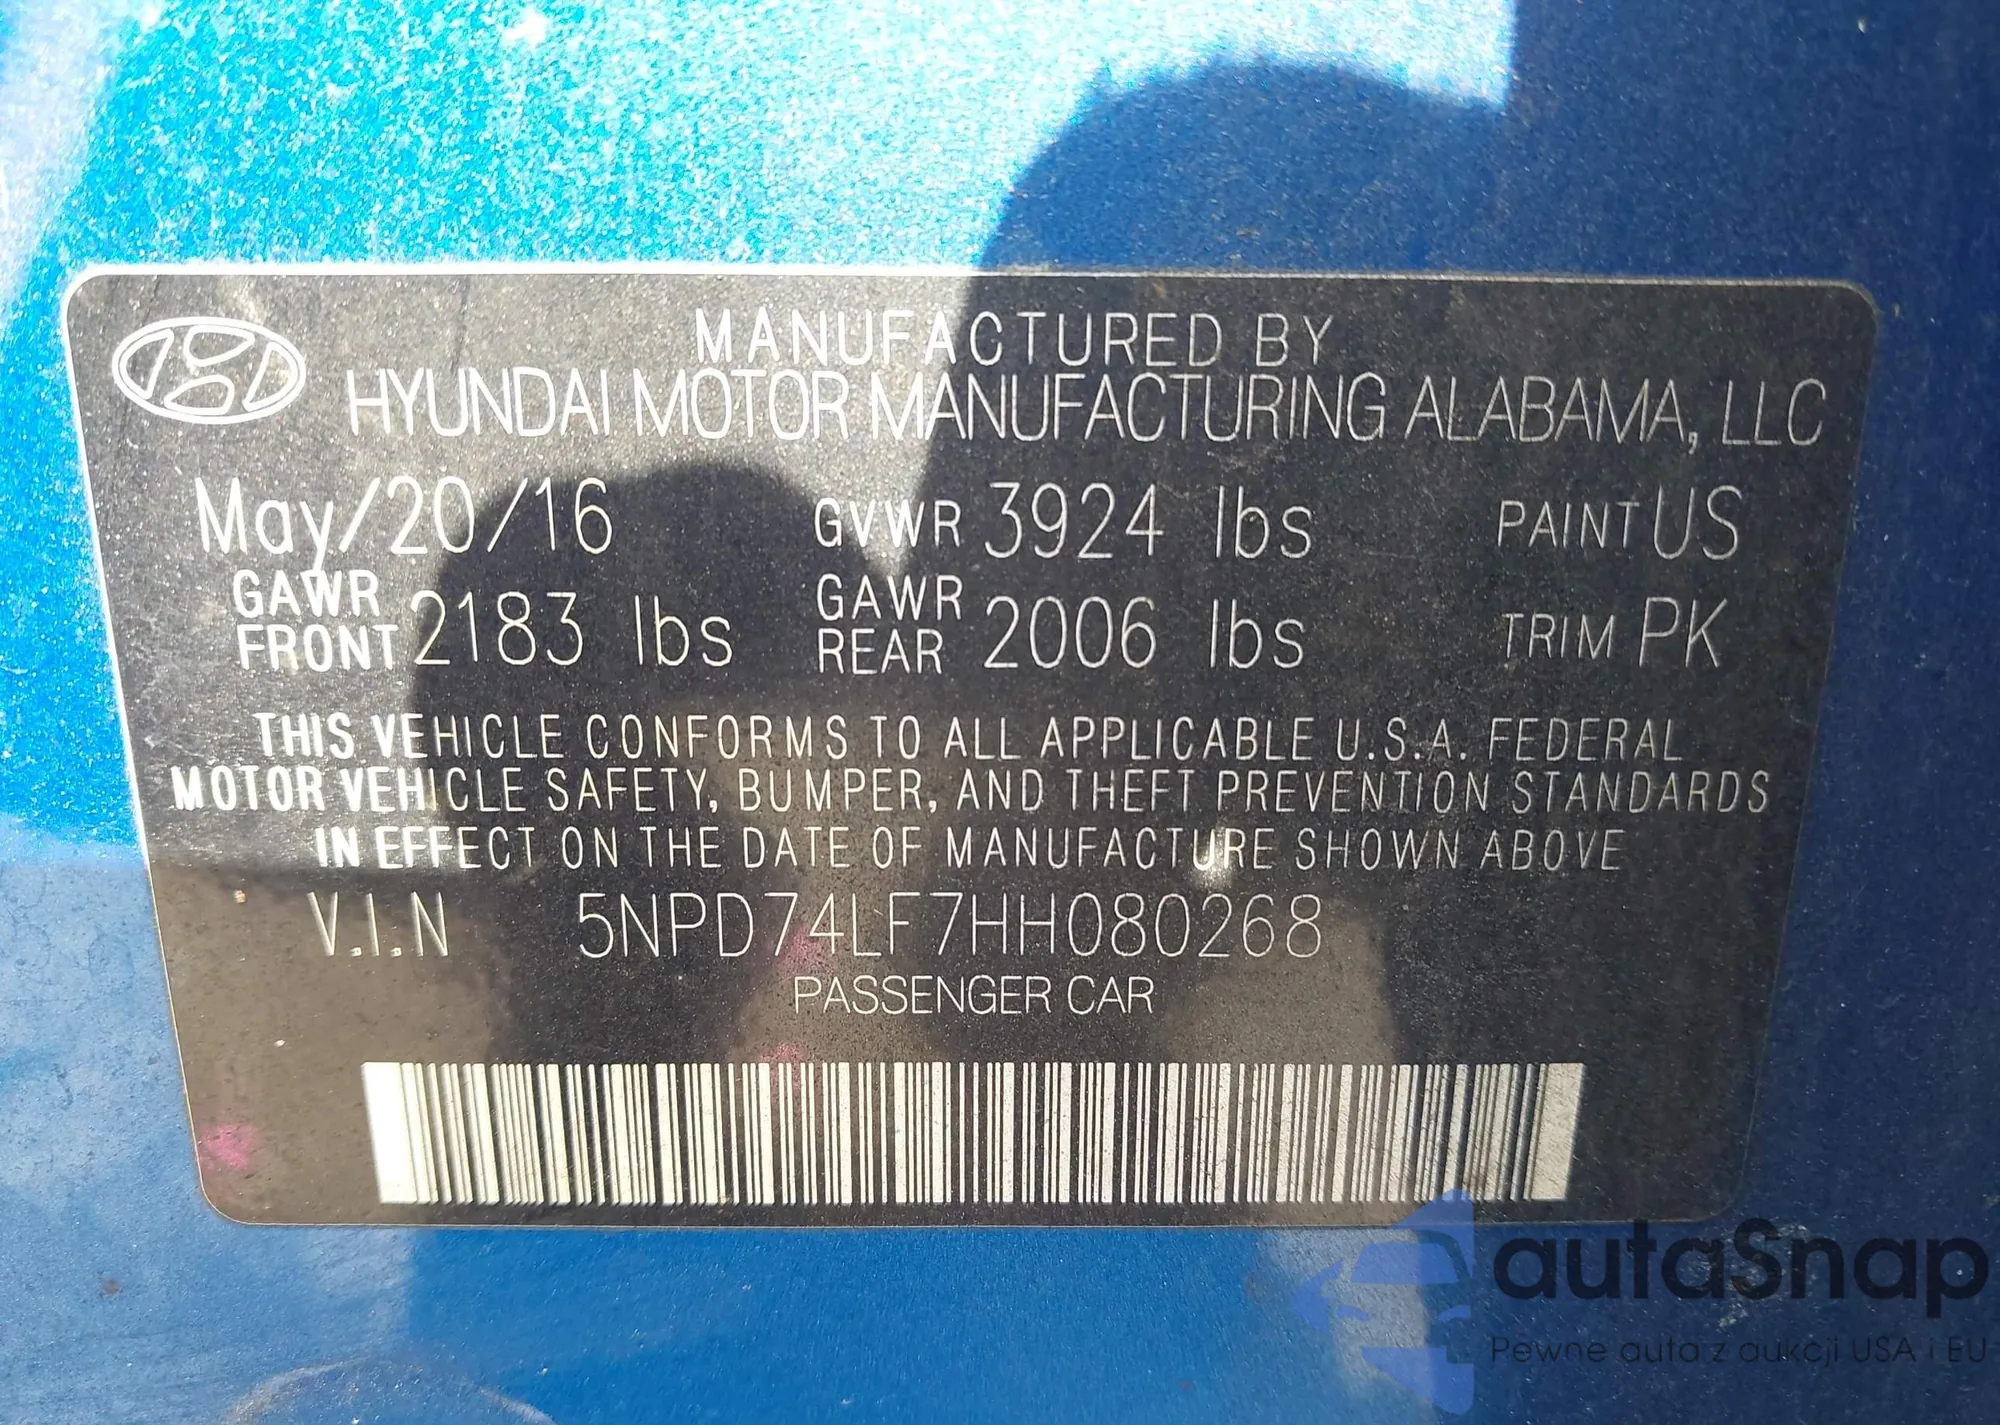 MANUFACTURED BY
HYUNDAI MOTOR MANUFACTURING ALABAMA, LLC
May/20/16 GVWR 3924 lbs PAINT US
GAWR FRONT 2183 lbs GAWR REAR 2006 lbs TRIM PK
THIS VEHICLE CONFORMS TO ALL APPLICABLE U.S.A. FEDERAL
MOTOR VEHICLE SAFETY, BUMPER, AND THEFT PREVENTION STANDARDS
IN EFFECT ON THE DATE OF MANUFACTURE SHOWN ABOVE
V.I.N 5NPD74LF7HH080268
PASSENGER CAR
autaSnap
Pewne auta z aukcji USA i EU